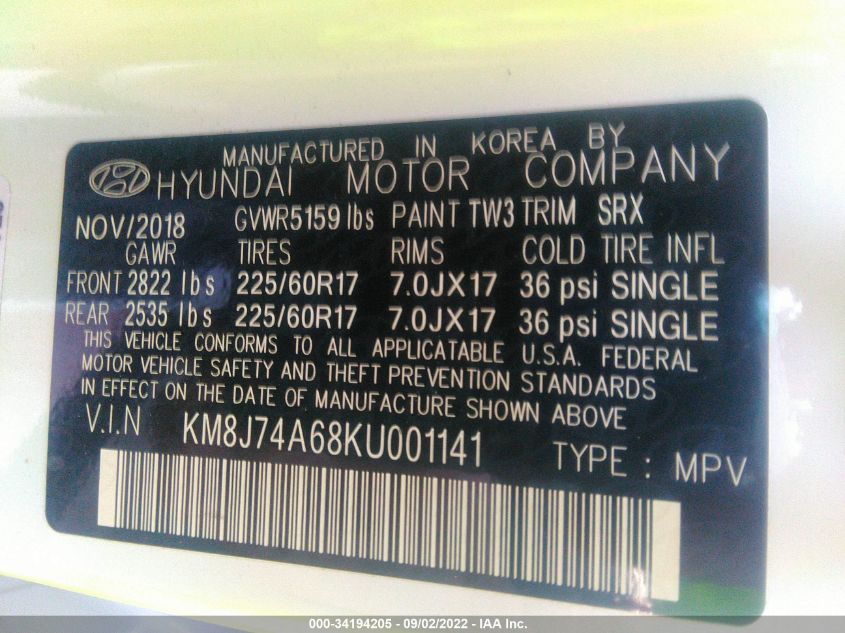 MANUFACTURED IN KOREA BY
HYUNDAI MOTOR COMPANY
NOV/2018 GVWR5159 lbs PAINT TW3 TRIM SRX
GAWR TIRES RIMS COLD TIRE INFL
FRONT 2822 lbs 225/60R17 7.0JX17 36 psi SINGLE
REAR 2535 lbs 225/60R17 7.0JX17 36 psi SINGLE
THIS VEHICLE CONFORMS TO ALL APPLICATABLE U.S.A. FEDERAL
MOTOR VEHICLE SAFETY AND THEFT PREVENTION STANDARDS
IN EFFECT ON THE DATE OF MANUFACTURE SHOWN ABOVE
V.I.N KM8J74A68KU001141 TYPE : MPV
000-34194205 - 09/02/2022 - IAA Inc.